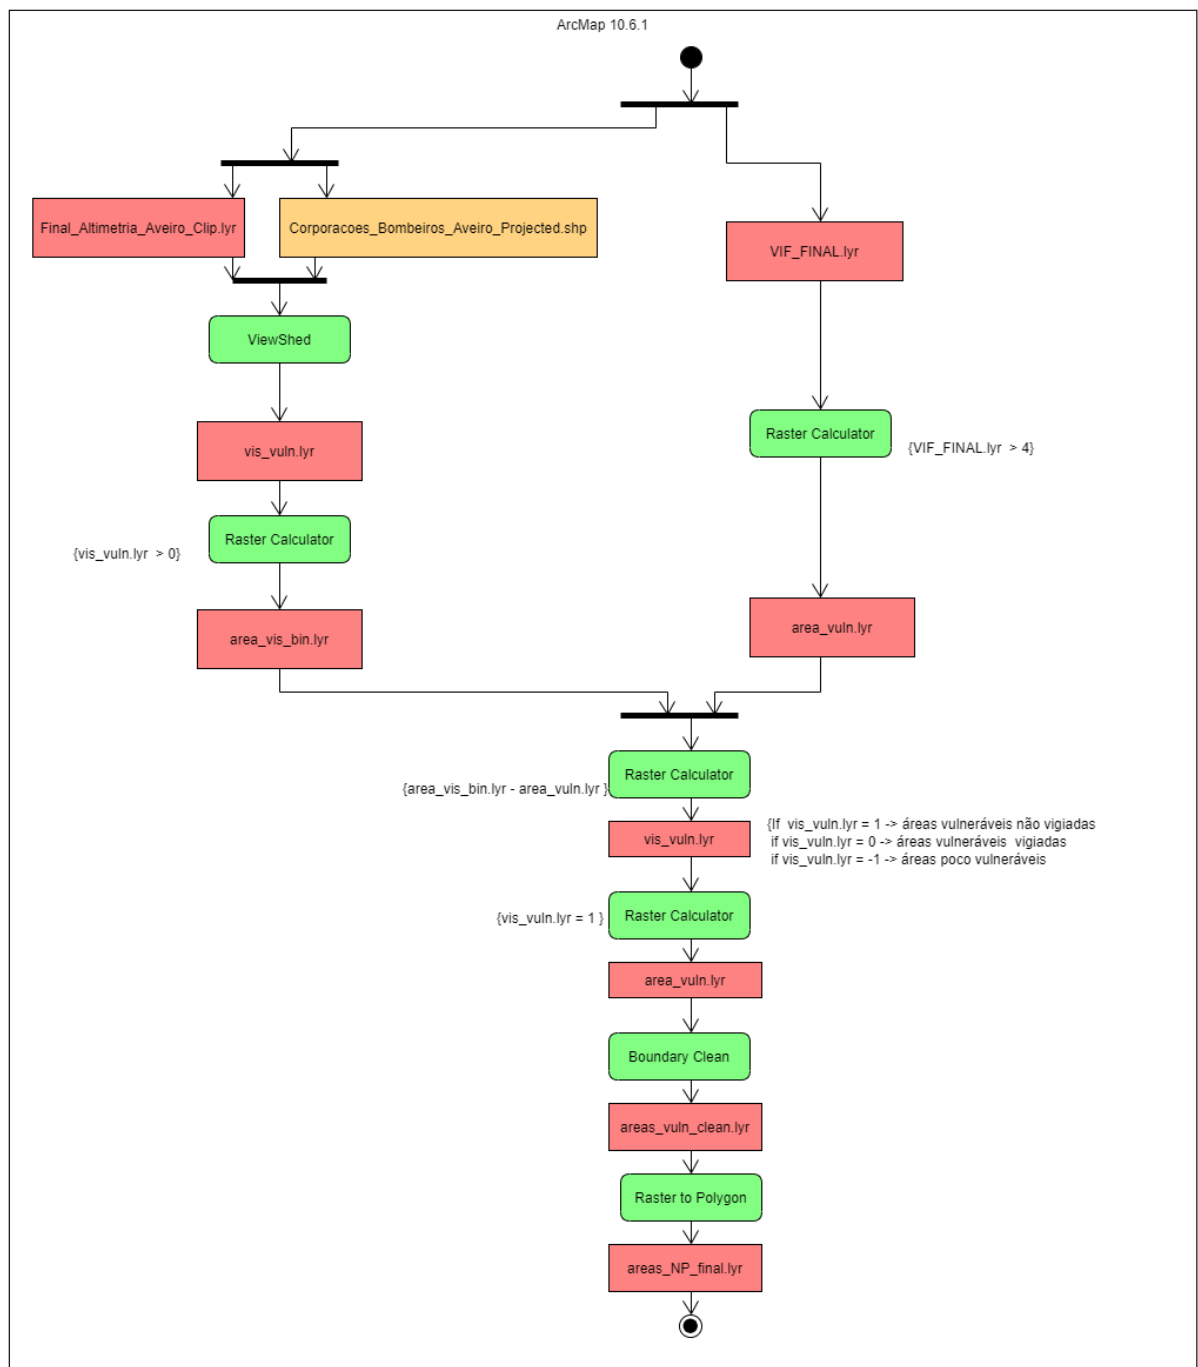 ArcMap 10.6.1
Final_Altimetria_Aveiro_Clip.lyr
Corporacoes_Bombeiros_Aveiro_Projected.shp
VIF_FINAL.lyr
ViewShed
Raster Calculator
{VIF_FINAL.lyr > 4}
vis_vuln.lyr
Raster Calculator
{vis_vuln.lyr > 0}
area_vis_bin.lyr
area_vuln.lyr
Raster Calculator
{area_vis_bin.lyr - area_vuln.lyr }
vis_vuln.lyr
{If vis_vuln.lyr = 1 -> áreas vulneráveis não vigiadas
if vis_vuln.lyr = 0 -> áreas vulneráveis vigiadas
if vis_vuln.lyr = -1 -> áreas poco vulneráveis
Raster Calculator
{vis_vuln.lyr = 1 }
area_vuln.lyr
Boundary Clean
areas_vuln_clean.lyr
Raster to Polygon
areas_NP_final.lyr